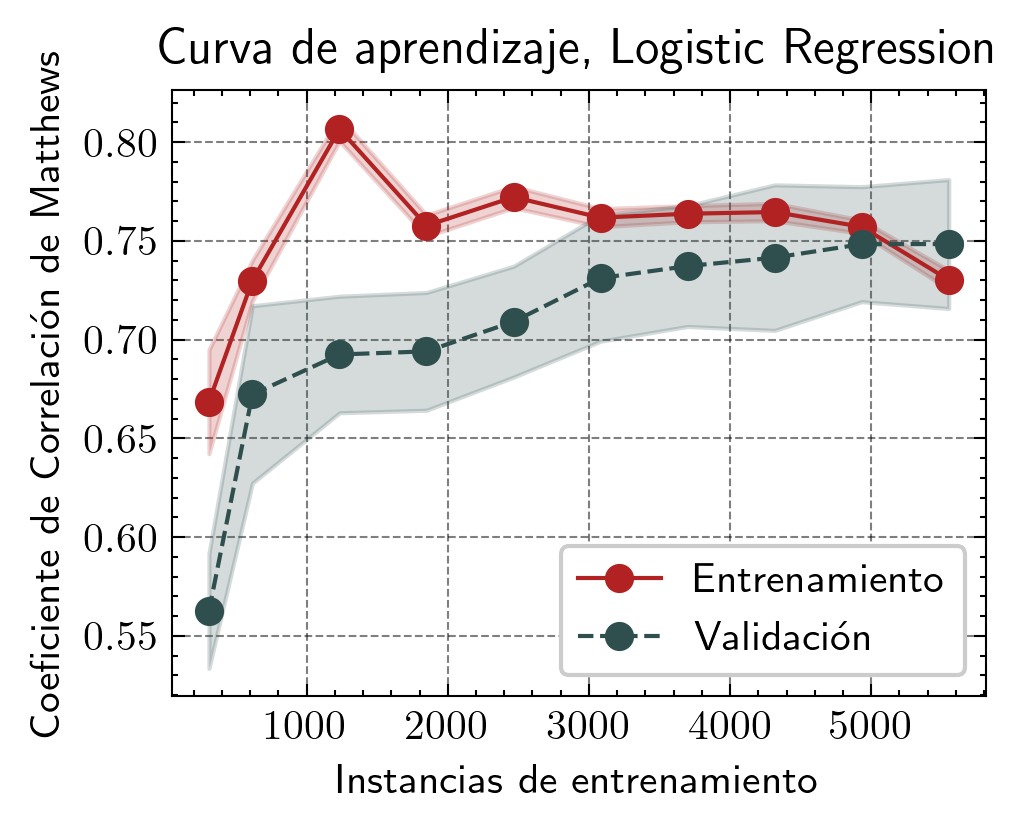 Curva de aprendizaje, Logistic Regression
Coeficiente de Correlación de Matthews
0.80
0.75
0.70
0.65
0.60
0.55
Entrenamiento
Validación
1000 2000 3000 4000 5000
Instancias de entrenamiento